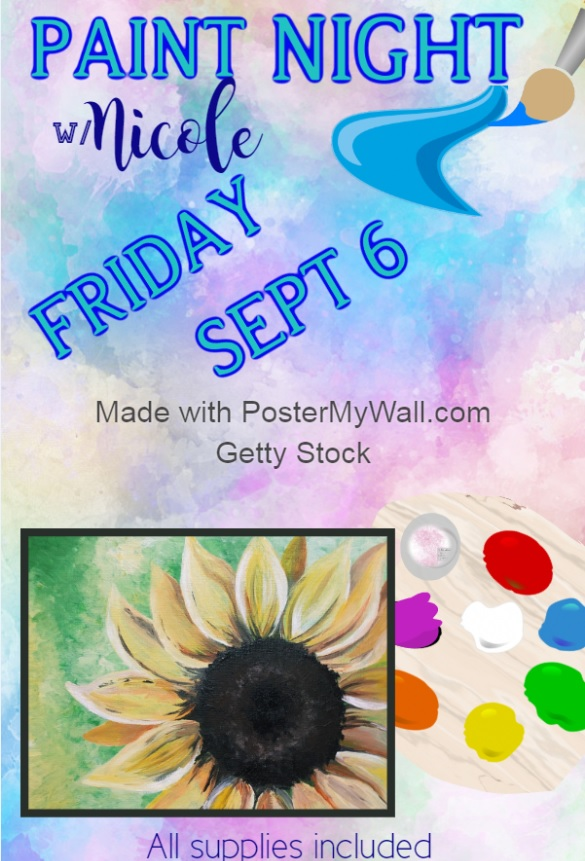 PAINT NIGHT
w/Nicole
FRIDAY
SEPT 6
Made with PosterMyWall.com
Getty Stock
All supplies included